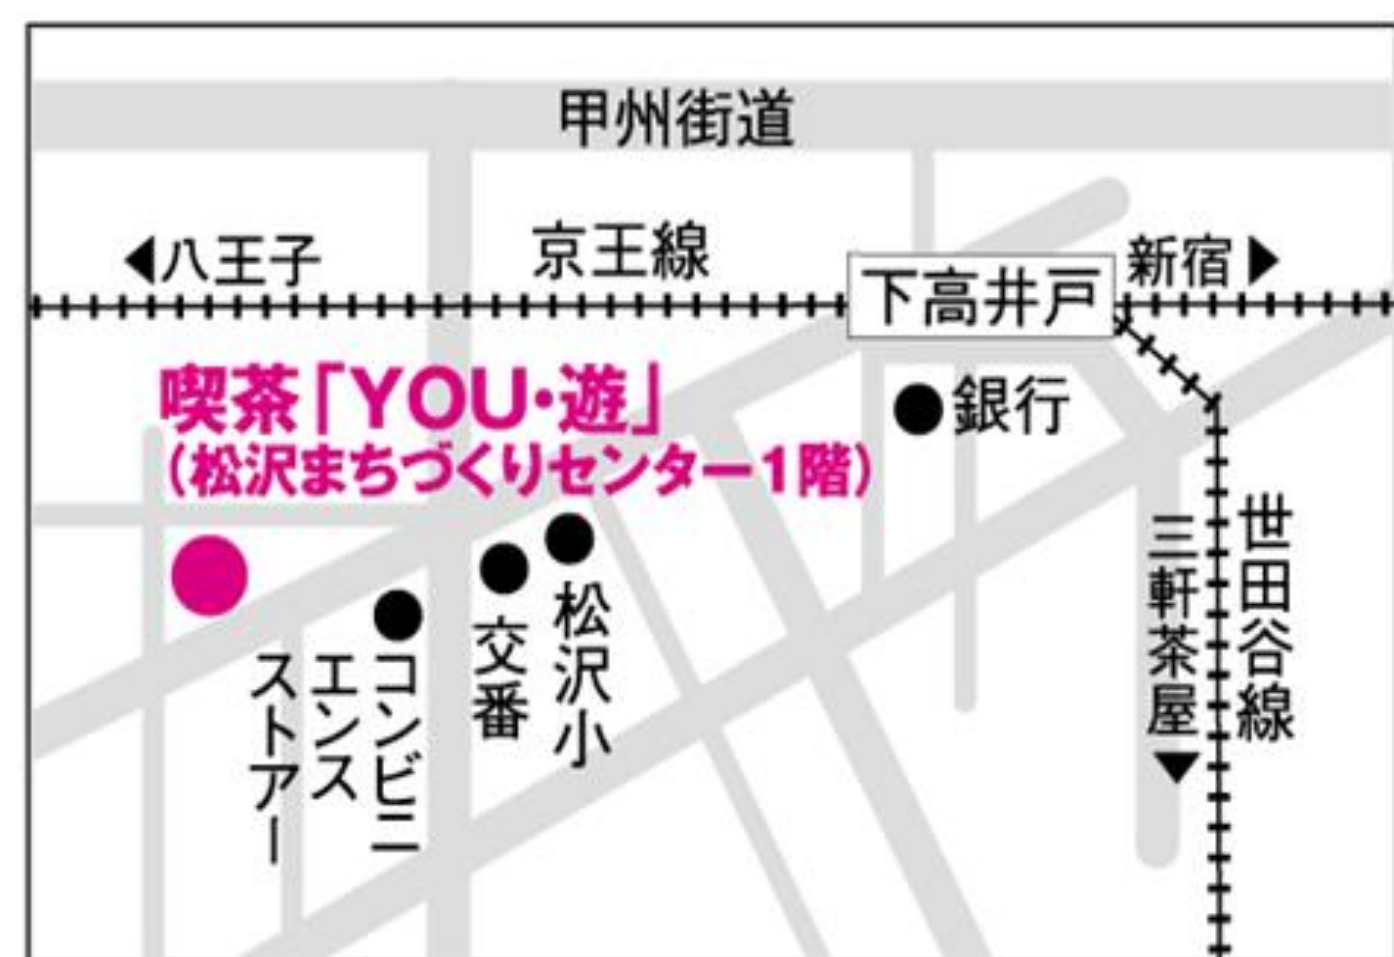 甲州街道
◀八王子
京王線
下高井戸
新宿▶
喫茶「YOU・遊」
（松沢まちづくりセンター1階）
銀行
世田谷線
三軒茶屋▼
松沢小
交番
コンビニ
エンス
ストアー